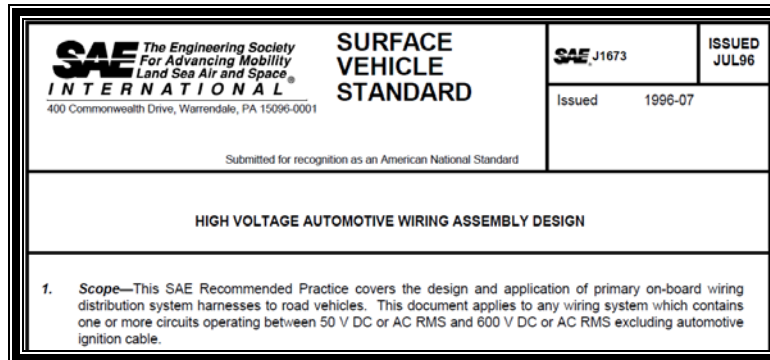 SAE The Engineering Society
For Advancing Mobility
Land Sea Air and Space®
INTERNATIONAL
400 Commonwealth Drive, Warrendale, PA 15096-0001
SURFACE
VEHICLE
STANDARD
Submitted for recognition as an American National Standard
SAE J1673
ISSUED
JUL96
Issued 1996-07
HIGH VOLTAGE AUTOMOTIVE WIRING ASSEMBLY DESIGN
1. Scope—This SAE Recommended Practice covers the design and application of primary on-board wiring
distribution system harnesses to road vehicles. This document applies to any wiring system which contains
one or more circuits operating between 50 V DC or AC RMS and 600 V DC or AC RMS excluding automotive
ignition cable.